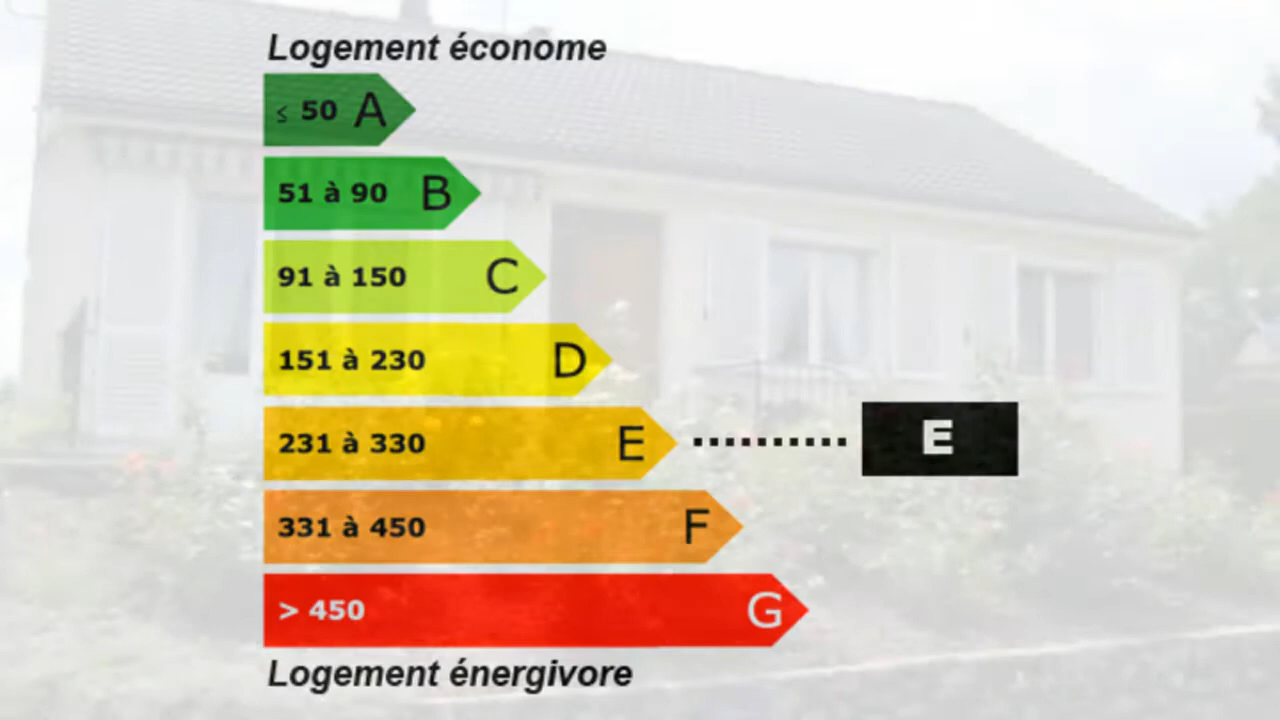 Logement économe
≤ 50 A
51 à 90 B
91 à 150 C
151 à 230 D
231 à 330 E
E
331 à 450 F
> 450 G
Logement énergivore